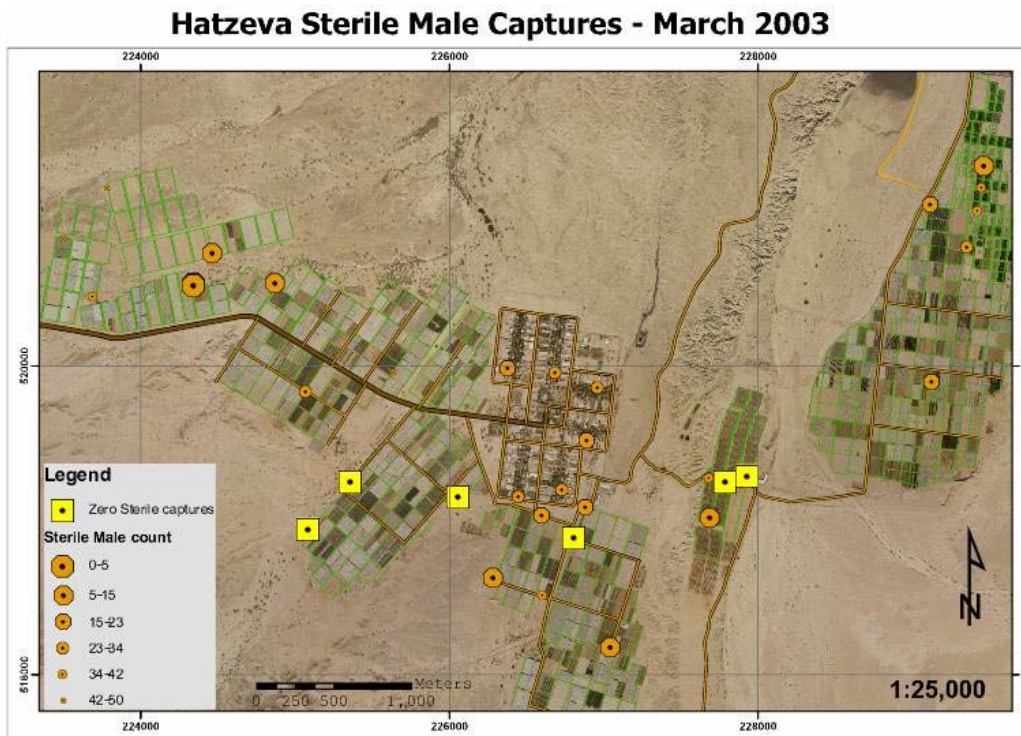 Hatzeva Sterile Male Captures - March 2003
224000 226000 228000
520000
518000
Legend
Zero Sterile captures
Sterile Male count
0-5
5-15
15-23
23-34
34-42
42-50
Meters
0 250 500 1,000
N
1:25,000
224000 226000 228000